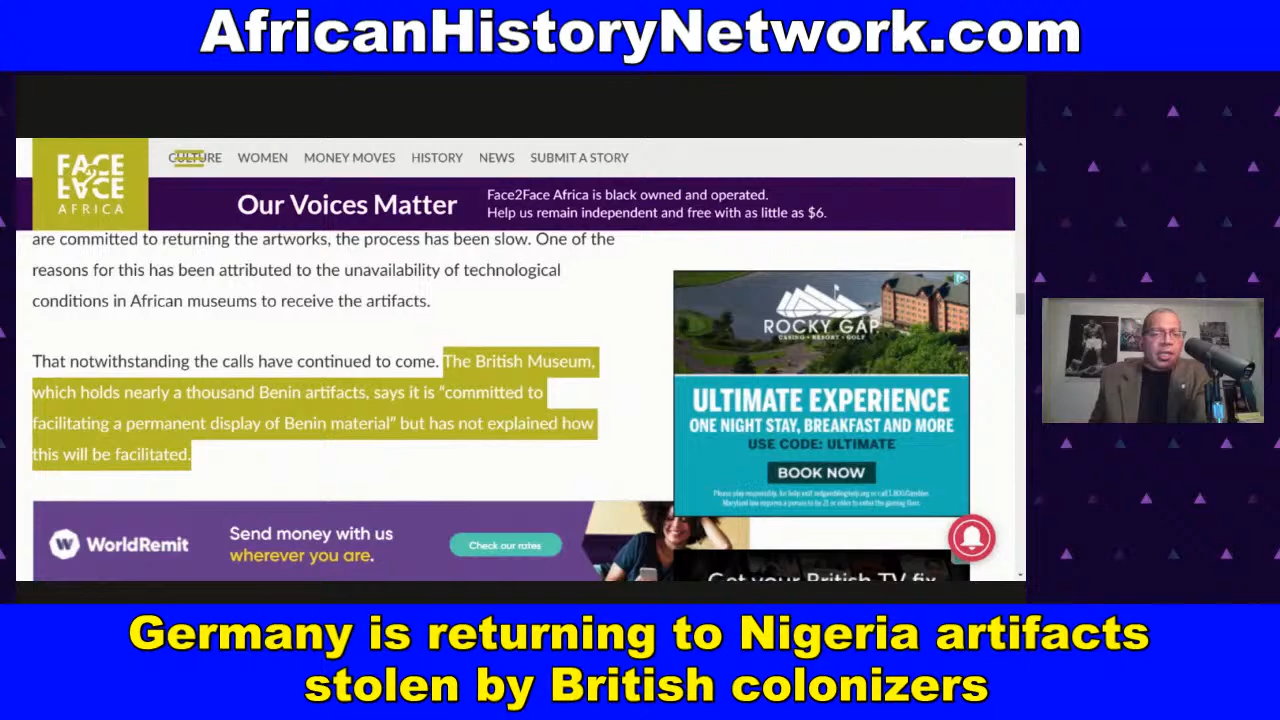 AfricanHistoryNetwork.com
FACE
FACE
AFRICA
CULTURE WOMEN MONEY MOVES HISTORY NEWS SUBMIT A STORY
Our Voices Matter
Face2Face Africa is black owned and operated.
Help us remain independent and free with as little as $6.
are committed to returning the artworks, the process has been slow. One of the
reasons for this has been attributed to the unavailability of technological
conditions in African museums to receive the artifacts.
That notwithstanding the calls have continued to come. The British Museum,
which holds nearly a thousand Benin artifacts, says it is “committed to
facilitating a permanent display of Benin material” but has not explained how
this will be facilitated.
ROCKY GAP
CASINO • RESORT • GOLF
ULTIMATE EXPERIENCE
ONE NIGHT STAY, BREAKFAST AND MORE
USE CODE: ULTIMATE
BOOK NOW
W WorldRemit
Send money with us
wherever you are.
Check our rates
Get your British TV fix
Germany is returning to Nigeria artifacts
stolen by British colonizers